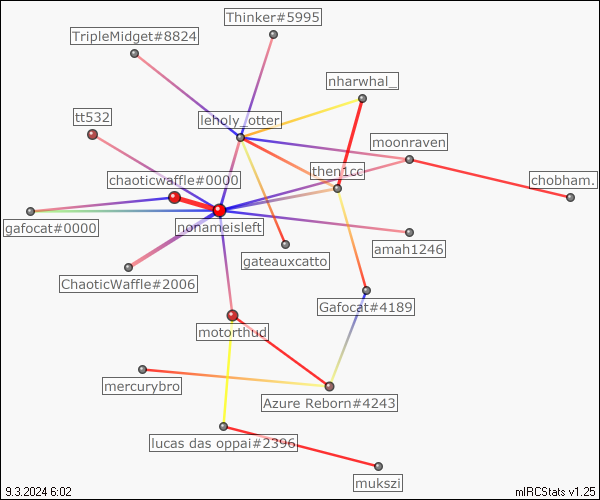 Thinker#5995
TripleMidget#8824
nharwhal_
tt532
leholy_otter
moonraven
chaoticwaffle#0000
then1cc
chobham.
gafocat#0000
nonameisleft
amah1246
gateauxcatto
ChaoticWaffle#2006
Gafocat#4189
motorthud
mercurybro
Azure Reborn#4243
lucas das oppai#2396
mukszi
9.3.2024 6:02
mIRCStats v1.25